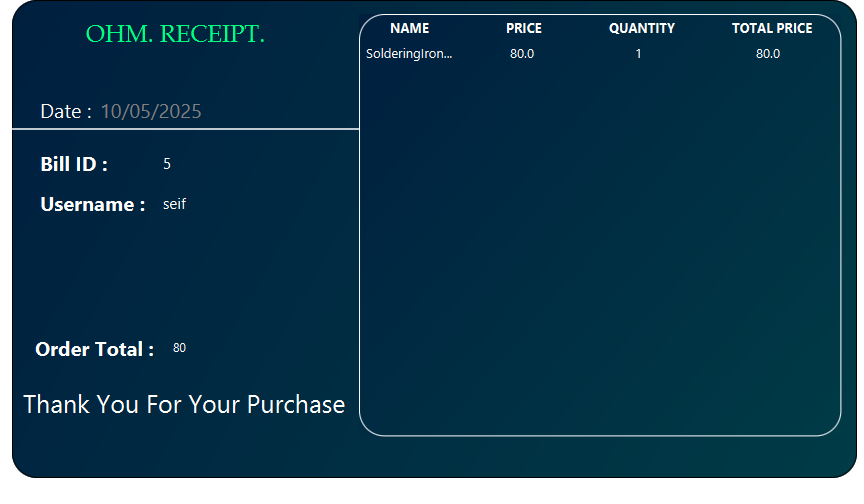 OHM. RECEIPT.
Date : 10/05/2025
Bill ID : 5
Username : seif
Order Total : 80
Thank You For Your Purchase
NAME PRICE QUANTITY TOTAL PRICE
SolderingIron... 80.0 1 80.0